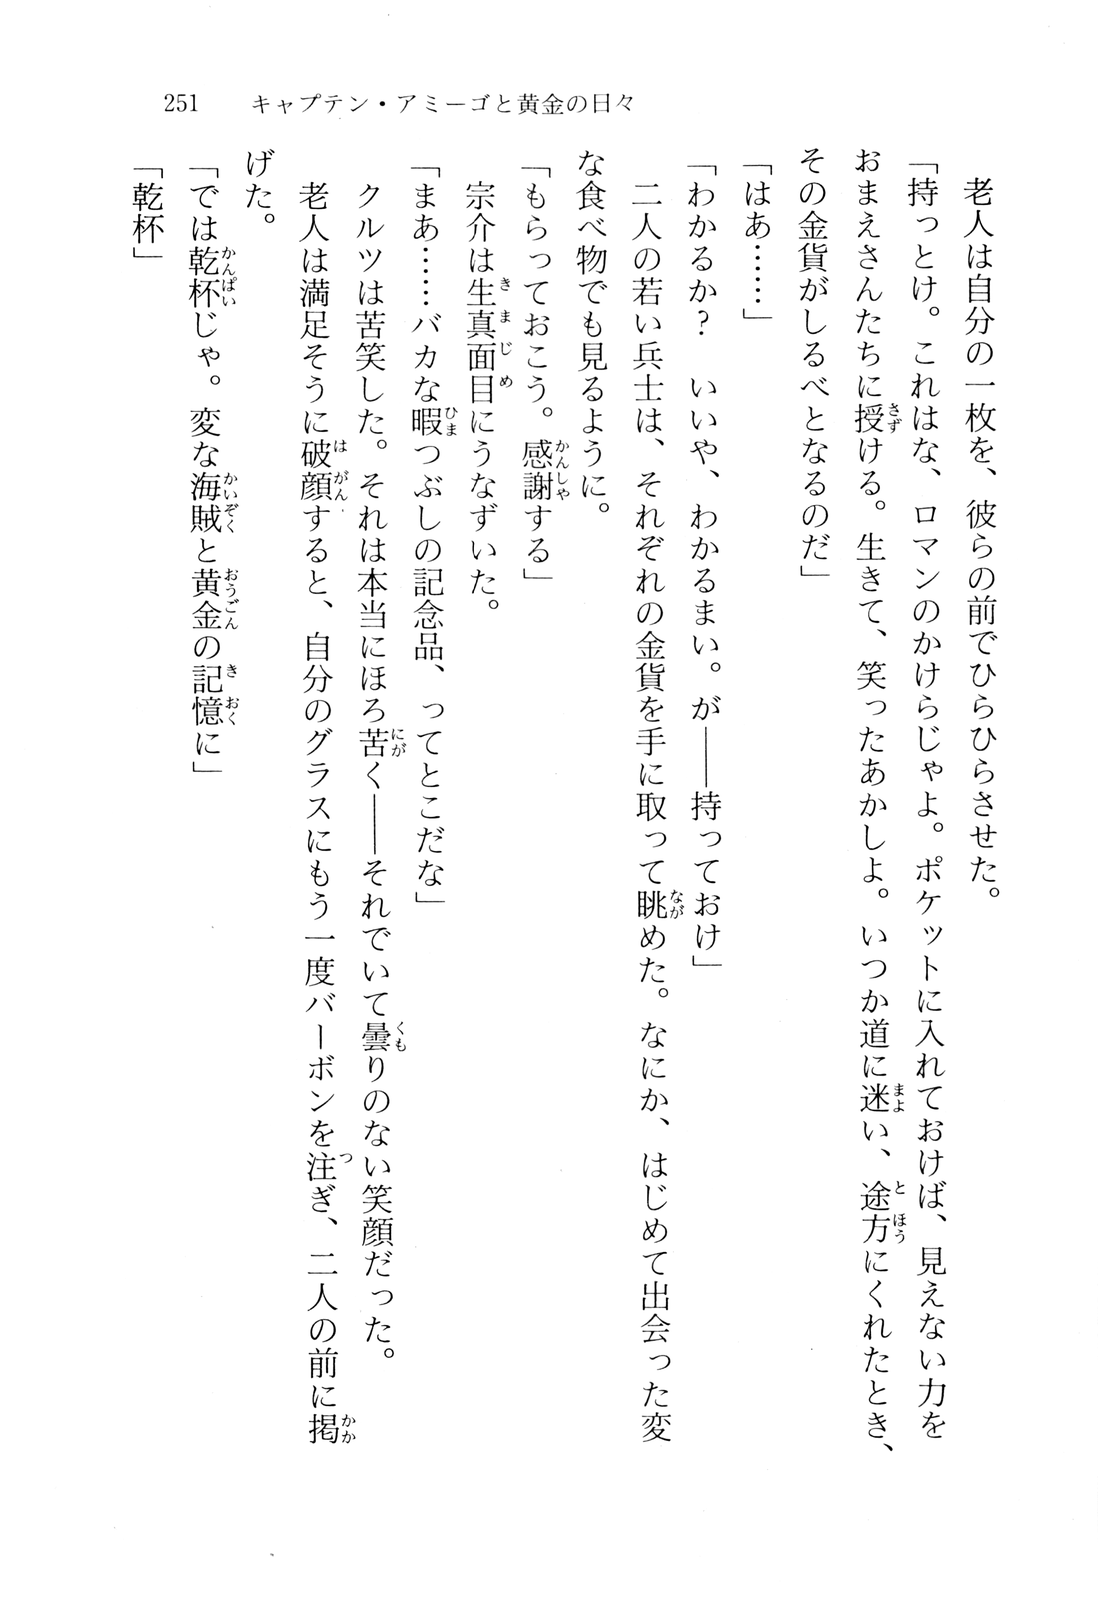 251 キャプテン・アミーゴと黄金の日々
老人は自分の一枚を、彼らの前でひらひらさせた。
「持っとけ。これはな、ロマンのかけらじゃよ。ポケットに入れておけば、見えない力を
おまえさんたちに授ける。生きて、笑ったあかしよ。いつか道に迷い、途方にくれたとき、
その金貨がしるべとなるのだ」
「はあ……」
「わかるか？　いいや、わかるまい。が――持っておけ」
二人の若い兵士は、それぞれの金貨を手に取って眺めた。なにか、はじめて出会った変
な食べ物でも見るように。
「もらっておこう。感謝する」
宗介は生真面目にうなずいた。
「まあ……バカな暇つぶしの記念品、ってとこだな」
クルツは苦笑した。それは本当にほろ苦く――それでいて曇りのない笑顔だった。
老人は満足そうに破顔すると、自分のグラスにもう一度バーボンを注ぎ、二人の前に掲
げた。
「では乾杯じゃ。変な海賊と黄金の記憶に」
「乾杯」